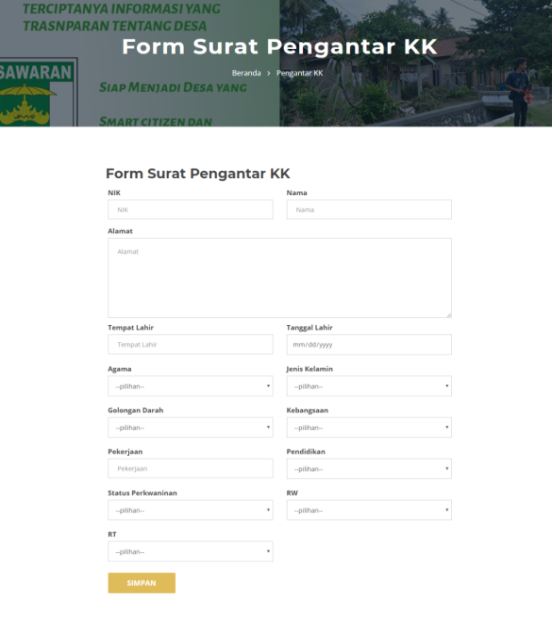 TERCIPTANYA INFORMASI YANG
TRASNPARAN TENTANG DESA
Form Surat Pengantar KK
SAWARAN
Beranda > Pengantar KK
SIAP MENJADI DESA YANG
SMART CITIZEN DAN
Form Surat Pengantar KK
NIK Nama
NIK Nama
Alamat
Alamat
Tempat Lahir Tanggal Lahir
Tempat Lahir mm/dd/yyyy
Agama Jenis Kelamin
--pilihan-- --pilihan--
Golongan Darah Kebangsaan
--pilihan-- --pilihan--
Pekerjaan Pendidikan
Pekerjaan --pilihan--
Status Perkwaninan RW
--pilihan-- --pilihan--
RT
--pilihan--
SIMPAN